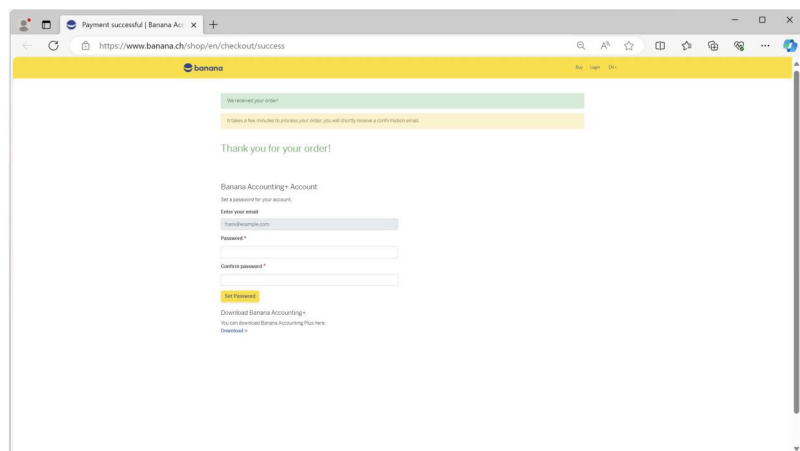 Payment successful | Banana Acc
https://www.banana.ch/shop/en/checkout/success
banana
Buy Login EN
We received your order!
It takes a few minutes to process your order, you will shortly receive a confirmation email.
Thank you for your order!
Banana Accounting+ Account
Set a password for your account.
Enter your email
frank@example.com
Password *
Confirm password *
Set Password
Download Banana Accounting+
You can download Banana Accounting Plus here:
Download >